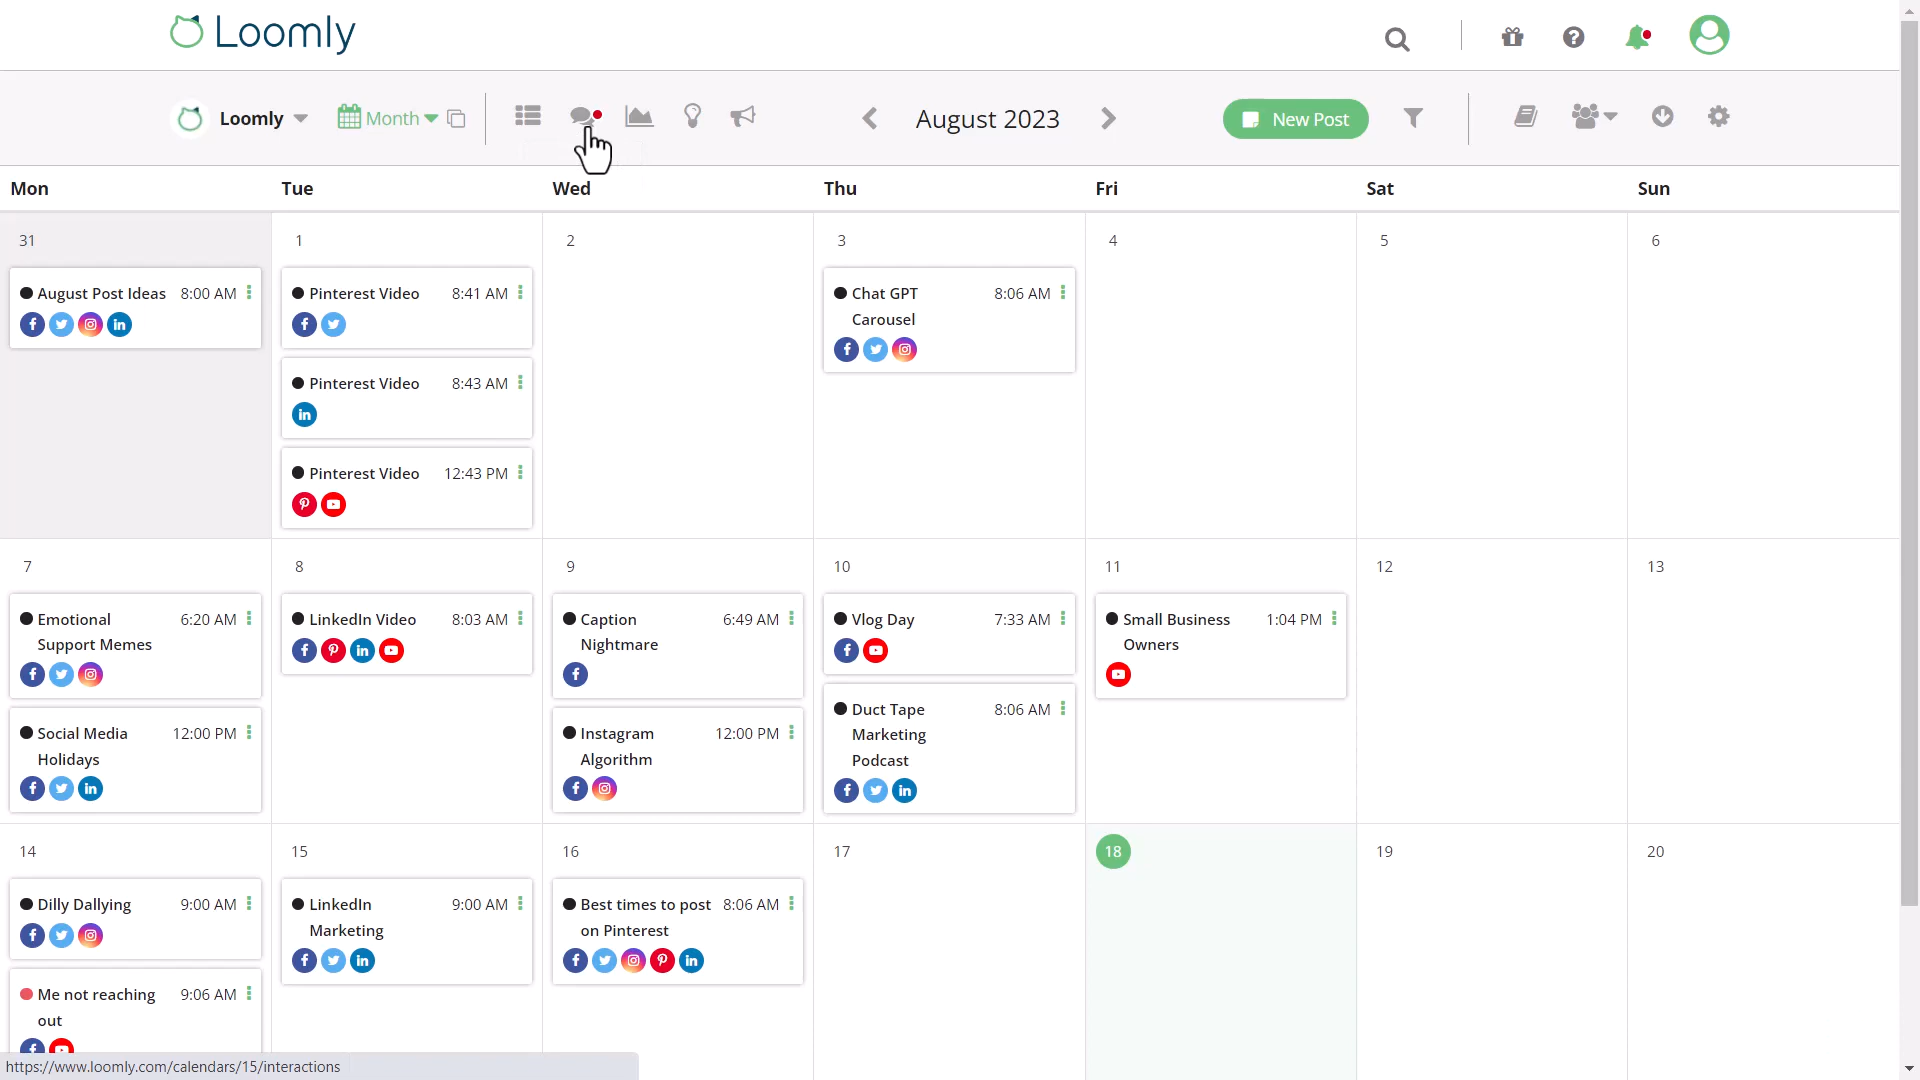 Loomly
Loomly
Month
August 2023
New Post
Mon Tue Wed Thu Fri Sat Sun
31 1 2 3 4 5 6
August Post Ideas 8:00 AM
Pinterest Video 8:41 AM
Pinterest Video 8:43 AM
Pinterest Video 12:43 PM
Chat GPT 8:06 AM
Carousel
7 8 9 10 11 12 13
Emotional 6:20 AM
Support Memes
Social Media 12:00 PM
Holidays
LinkedIn Video 8:03 AM
Caption 6:49 AM
Nightmare
Instagram 12:00 PM
Algorithm
Vlog Day 7:33 AM
Duct Tape 8:06 AM
Marketing
Podcast
Small Business 1:04 PM
Owners
14 15 16 17 18 19 20
Dilly Dallying 9:00 AM
Me not reaching 9:06 AM
out
LinkedIn 9:00 AM
Marketing
Best times to post 8:06 AM
on Pinterest
https://www.loomly.com/calendars/15/interactions